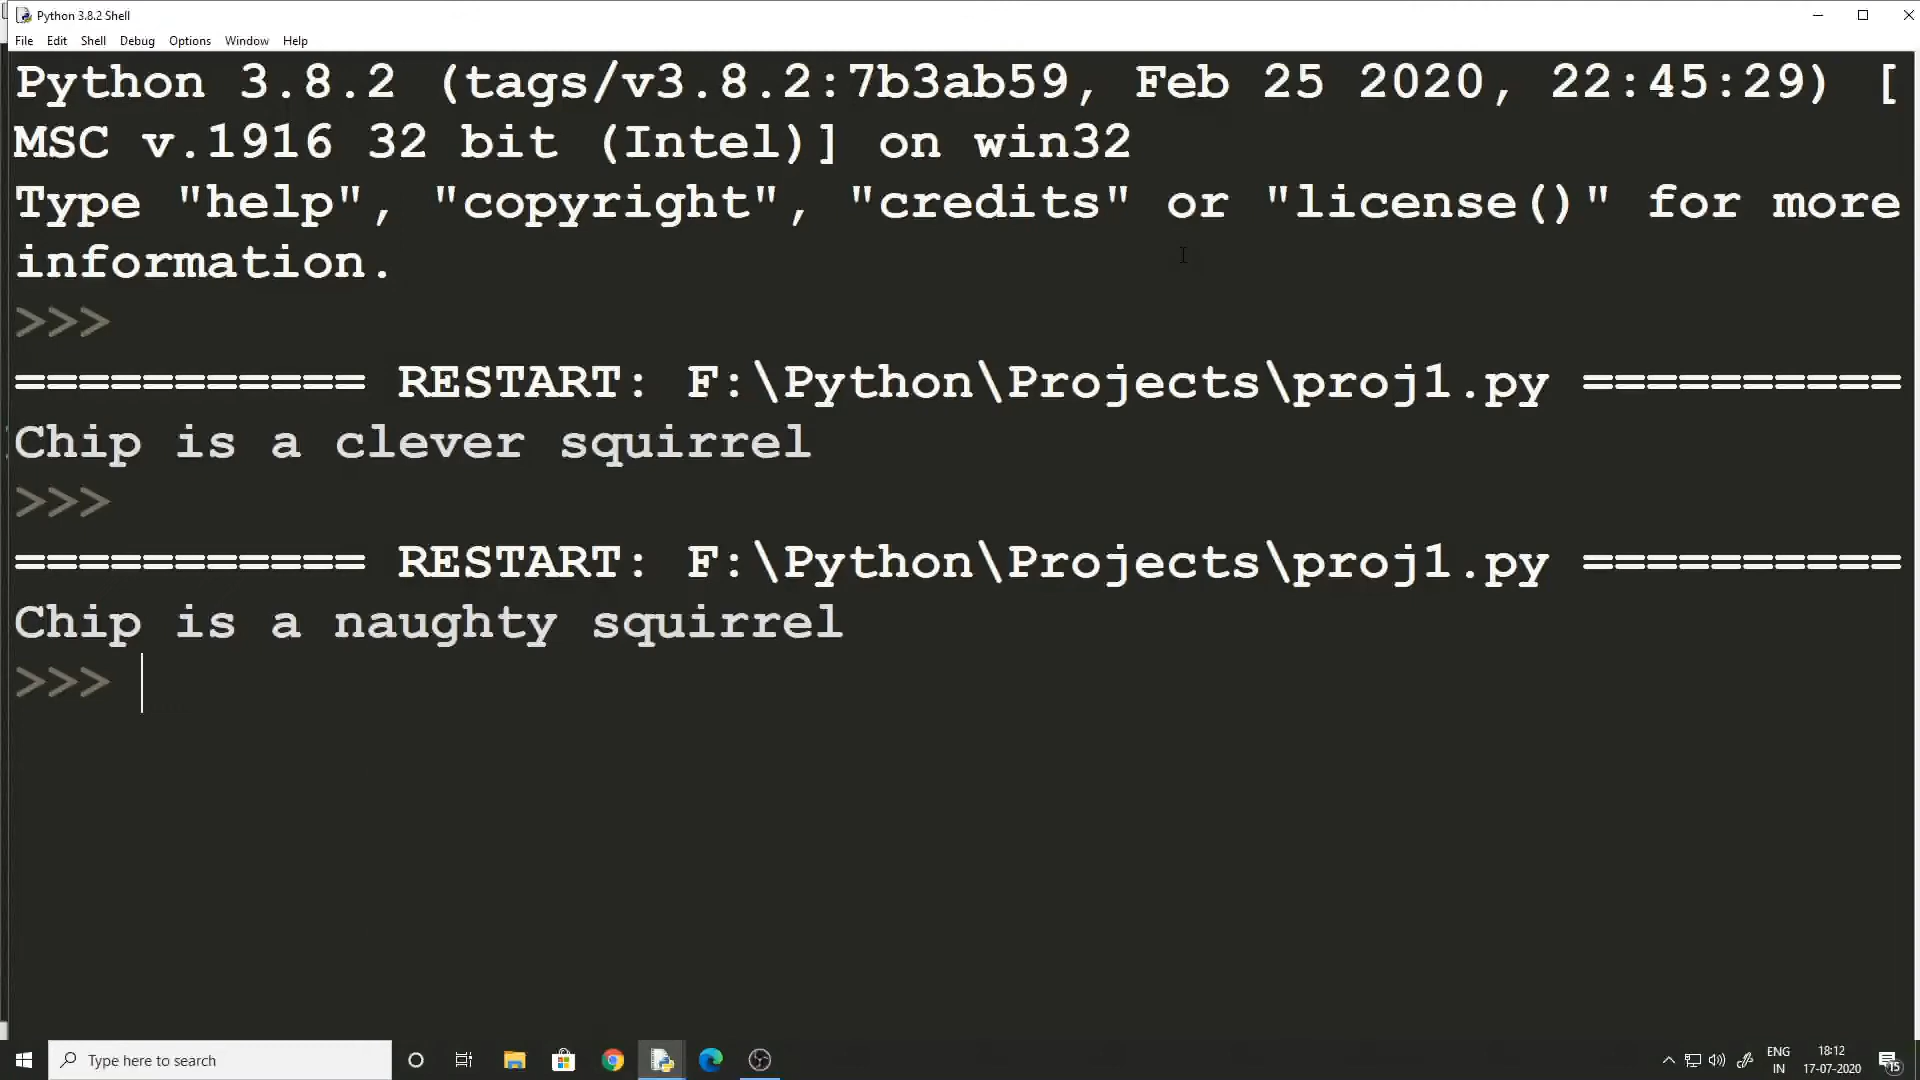 Python 3.8.2 Shell
File Edit Shell Debug Options Window Help
Python 3.8.2 (tags/v3.8.2:7b3ab59, Feb 25 2020, 22:45:29) [
MSC v.1916 32 bit (Intel)] on win32
Type "help", "copyright", "credits" or "license()" for more
information.
>>>
=========== RESTART: F:\Python\Projects\proj1.py ==========
Chip is a clever squirrel
>>>
=========== RESTART: F:\Python\Projects\proj1.py ==========
Chip is a naughty squirrel
>>>
Type here to search
ENG
IN
18:12
17-07-2020
15